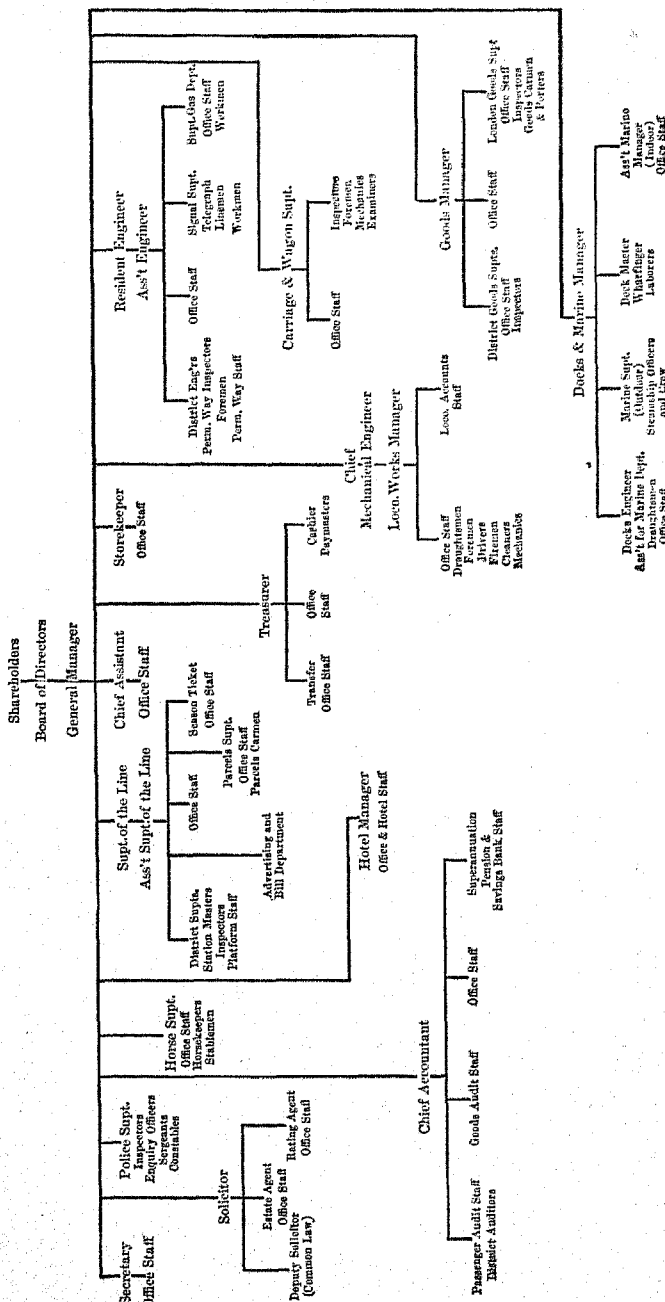 Shareholders
Board of Directors
General Manager
Secretary
Office Staff
Solicitor
Deputy Solicitor
(Common Law)
Estate Agent
Office Staff
Rating Agent
Office Staff
Police Supt.
Inspectors
Enquiry Officers
Sergeants
Constables
Chief Accountant
Passenger Audit Staff
District Auditors
Goods Audit Staff
Office Staff
Superannuation
Pension &
Savings Bank Staff
Horse Supt.
Office Staff
Horsekeepers
Stablemen
Hotel Manager
Office & Hotel Staff
Supt. of the Line
Ass't Supt. of the Line
District Supts.
Station Masters
Inspectors
Platform Staff
Advertising and
Bill Department
Office Staff
Parcels Supt.
Office Staff
Parcels Carmen
Season Ticket
Office Staff
Chief Assistant
Office Staff
Treasurer
Transfer
Office Staff
Office
Staff
Cashier
Paymasters
Storekeeper
Office Staff
Chief
Mechanical Engineer
Loco. Works Manager
Office Staff
Draughtsmen
Foremen
Drivers
Firemen
Cleaners
Mechanics
Loco. Accounts
Staff
Resident Engineer
Ass't Engineer
District Eng'rs
Perm. Way Inspectors
Foremen
Perm. Way Staff
Office Staff
Signal Supt.
Telegraph
Linemen
Workmen
Supt. Gas Dept.
Office Staff
Workmen
Carriage & Wagon Supt.
Office Staff
Inspectors
Foremen
Mechanics
Examiners
Goods Manager
District Goods Supts.
Office Staff
Inspectors
Office Staff
London Goods Supt
Office Staff
Inspectors
Goods Carmen
& Porters
Docks & Marine Manager
Docks Engineer
Ass't for Marine Dept.
Draughtsmen
Office Staff
Marine Supt.
(Outdoor)
Steamship Officers
and Crew
Dock Master
Wharfinger
Laborers
Ass't Marine
Manager
(Indoor)
Office Staff